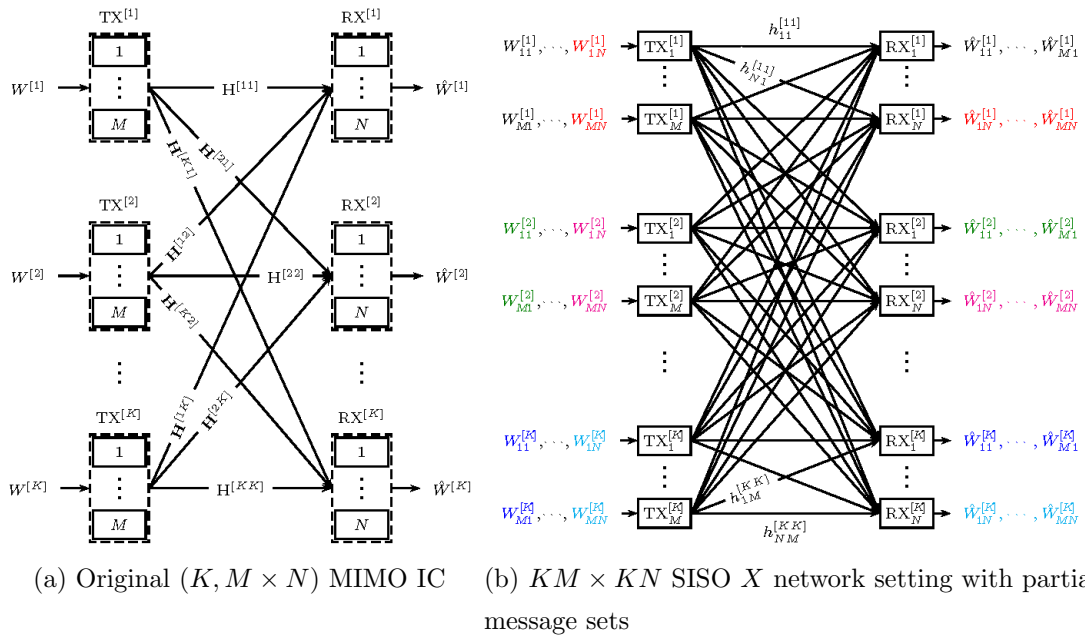 TX^[1] RX^[1]
1 1
⋮ ⋮
M N
W^[1] H^[11] Ŵ^[1]
H^[21]
H^[K1]
TX^[2] RX^[2]
H^[12]
1 1
⋮ ⋮
M N
W^[2] H^[22] Ŵ^[2]
H^[K2]
⋮ ⋮
H^[1K] H^[2K]
TX^[K] RX^[K]
1 1
⋮ ⋮
M N
W^[K] H^[KK] Ŵ^[K]
(a) Original (K, M × N) MIMO IC
h_11^[11]
W_11^[1], ⋯, W_1N^[1] TX_1^[1] RX_1^[1] Ŵ_11^[1], ⋯, Ŵ_M1^[1]
h_N1^[11]
⋮ ⋮
W_M1^[1], ⋯, W_MN^[1] TX_M^[1] RX_N^[1] Ŵ_1N^[1], ⋯, Ŵ_MN^[1]
W_11^[2], ⋯, W_1N^[2] TX_1^[2] RX_1^[2] Ŵ_11^[2], ⋯, Ŵ_M1^[2]
⋮ ⋮
W_M1^[2], ⋯, W_MN^[2] TX_M^[2] RX_N^[2] Ŵ_1N^[2], ⋯, Ŵ_MN^[2]
⋮ ⋮
W_11^[K], ⋯, W_1N^[K] TX_1^[K] RX_1^[K] Ŵ_11^[K], ⋯, Ŵ_M1^[K]
⋮ ⋮
h_1M^[KK]
W_M1^[K], ⋯, W_MN^[K] TX_M^[K] RX_N^[K] Ŵ_1N^[K], ⋯, Ŵ_MN^[K]
h_NM^[KK]
(b) KM × KN SISO X network setting with partia
message sets